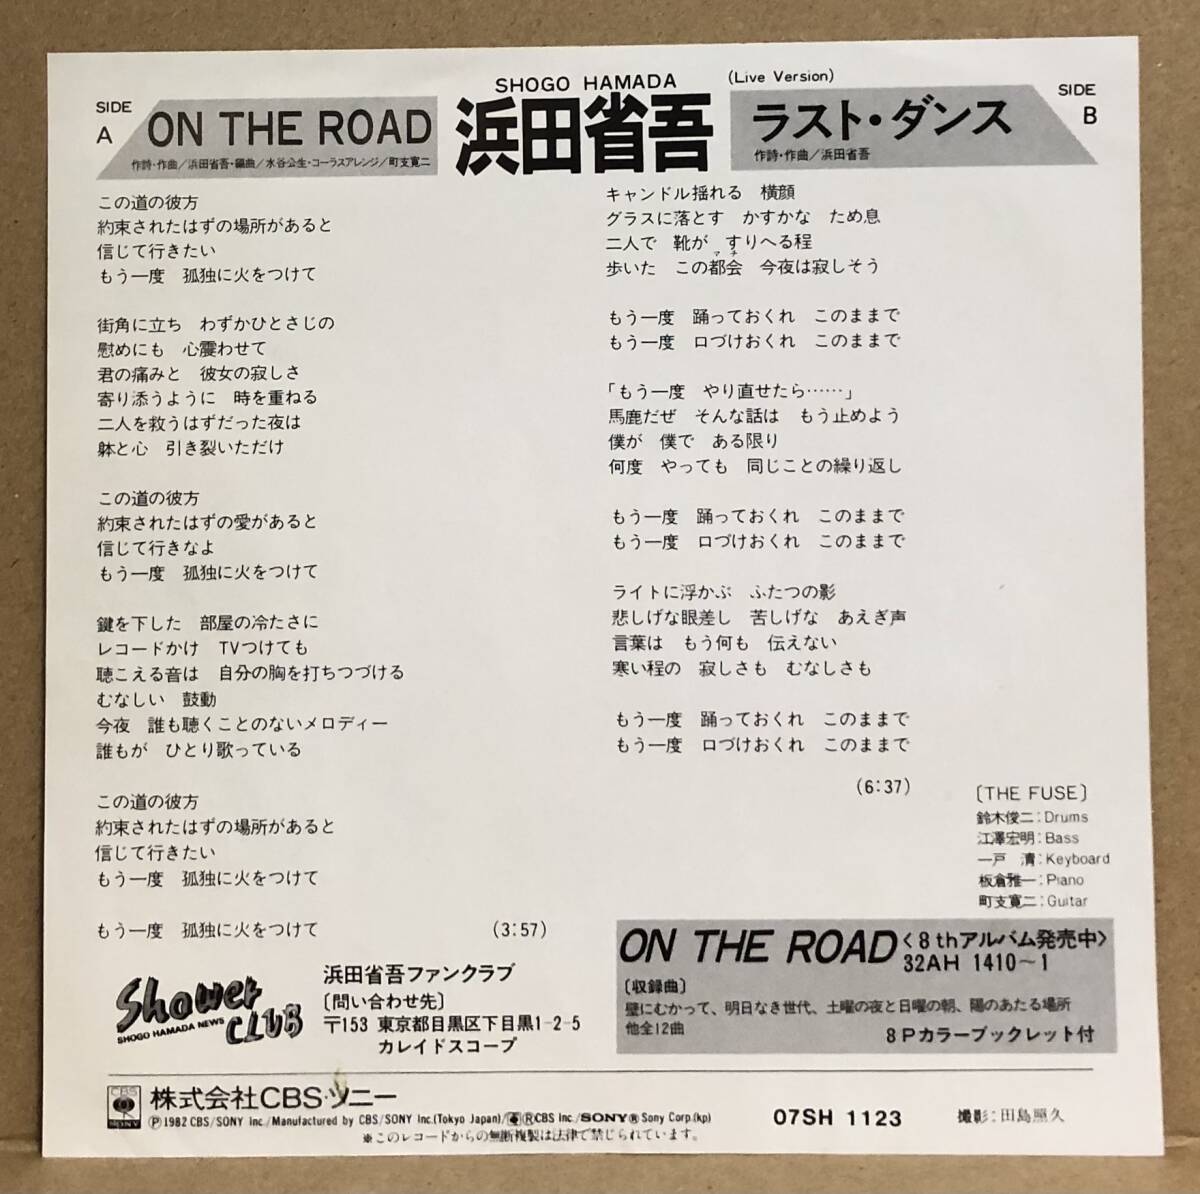 SHOGO HAMADA
浜田省吾
SIDE A
ON THE ROAD
作詩・作曲／浜田省吾・編曲／水谷公生・コーラスアレンジ／町支寛二
この道の彼方
約束されたはずの場所があると
信じて行きたい
もう一度　孤独に火をつけて
街角に立ち　わずかひとさじの
慰めにも　心震わせて
君の痛みと　彼女の寂しさ
寄り添うように　時を重ねる
二人を救うはずだった夜は
躰と心　引き裂いただけ
この道の彼方
約束されたはずの愛があると
信じて行きなよ
もう一度　孤独に火をつけて
鍵を下した　部屋の冷たさに
レコードかけ　TVつけても
聴こえる音は　自分の胸を打ちつづける
むなしい　鼓動
今夜　誰も聴くことのないメロディー
誰もが　ひとり歌っている
この道の彼方
約束されたはずの場所があると
信じて行きたい
もう一度　孤独に火をつけて
もう一度　孤独に火をつけて
(3:57)
(Live Version)
SIDE B
ラスト・ダンス
作詩・作曲／浜田省吾
キャンドル揺れる　横顔
グラスに落とす　かすかな　ため息
二人で　靴が　すりへる程
マチ
歩いた　この都会　今夜は寂しそう
もう一度　踊っておくれ　このままで
もう一度　口づけおくれ　このままで
「もう一度　やり直せたら……」
馬鹿だぜ　そんな話は　もう止めよう
僕が　僕で　ある限り
何度　やっても　同じことの繰り返し
もう一度　踊っておくれ　このままで
もう一度　口づけおくれ　このままで
ライトに浮かぶ　ふたつの影
悲しげな眼差し　苦しげな　あえぎ声
言葉は　もう何も　伝えない
寒い程の　寂しさも　むなしさも
もう一度　踊っておくれ　このままで
もう一度　口づけおくれ　このままで
(6:37)
〔THE FUSE〕
鈴木俊二：Drums
江澤宏明：Bass
一戸　清：Keyboard
板倉雅一：Piano
町支寛二：Guitar
ON THE ROAD〈8thアルバム発売中〉
32AH 1410〜1
〔収録曲〕
壁にむかって、明日なき世代、土曜の夜と日曜の朝、陽のあたる場所
他全12曲
8Pカラーブックレット付
Shower CLUB
SHOGO HAMADA NEWS
浜田省吾ファンクラブ
〔問い合わせ先〕
〒153 東京都目黒区下目黒1-2-5
カレイドスコープ
CBS
SONY
株式会社CBS・ソニー
Ⓟ1982 CBS/SONY Inc./Manufactured by CBS/SONY Inc.(Tokyo Japan)/ⓇCBS Inc./SONYⓇSony Corp.(kp)
※このレコードからの無断複製は法律で禁じられています。
07SH 1123
撮影：田島照久